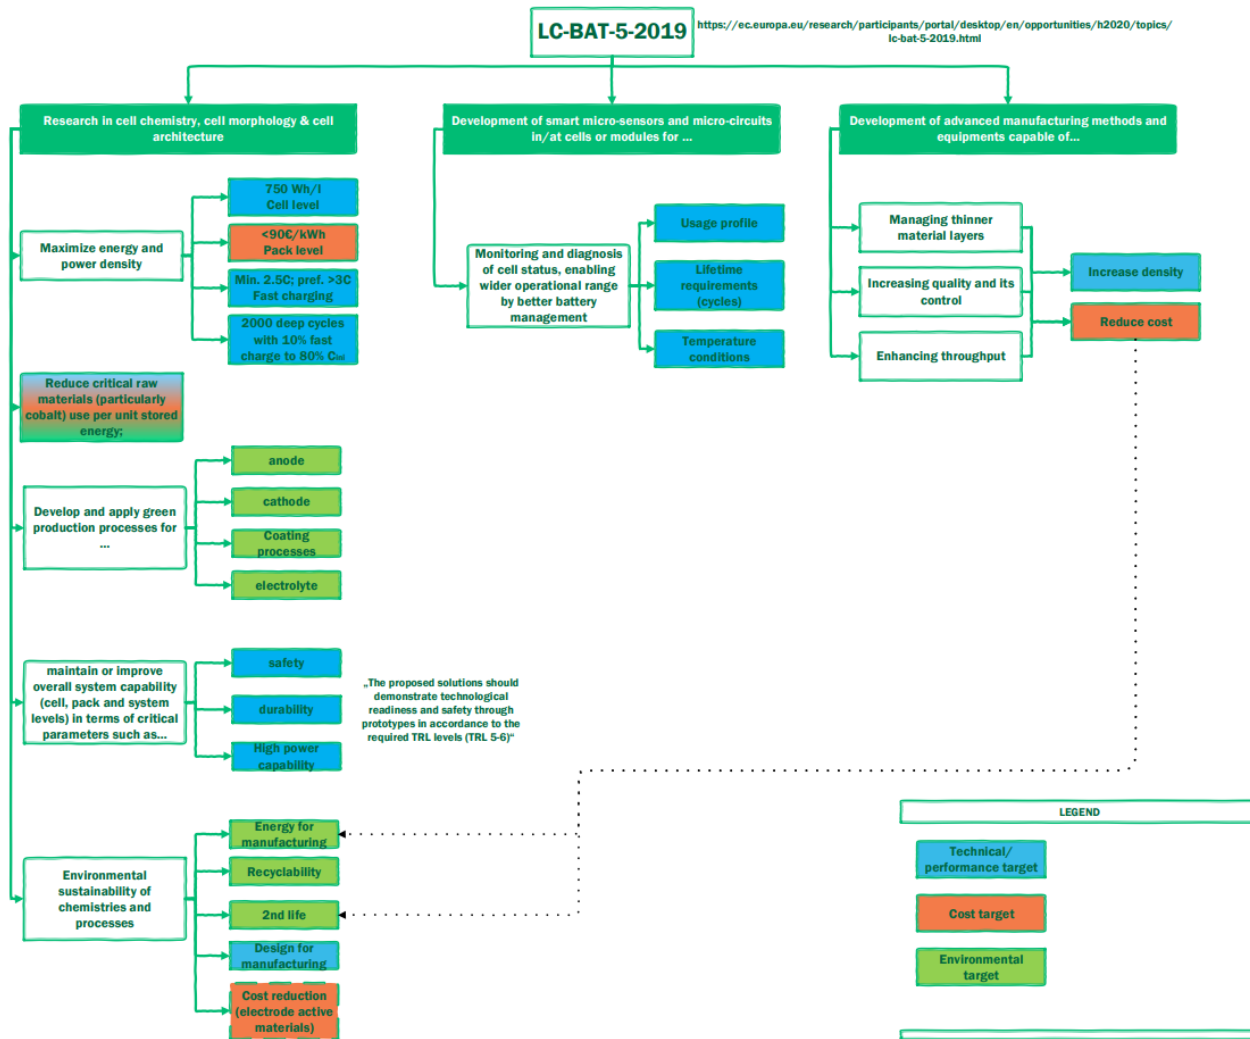 LC-BAT-5-2019
https://ec.europa.eu/research/participants/portal/desktop/en/opportunities/h2020/topics/
lc-bat-5-2019.html
Research in cell chemistry, cell morphology & cell
architecture
Development of smart micro-sensors and micro-circuits
in/at cells or modules for ...
Development of advanced manufacturing methods and
equipments capable of...
Maximize energy and
power density
750 Wh/l
Cell level
<90€/kWh
Pack level
Min. 2.5C; pref. >3C
Fast charging
2000 deep cycles
with 10% fast
charge to 80% Cini
Reduce critical raw
materials (particularly
cobalt) use per unit stored
energy;
Develop and apply green
production processes for
...
anode
cathode
Coating
processes
electrolyte
maintain or improve
overall system capability
(cell, pack and system
levels) in terms of critical
parameters such as...
safety
durability
High power
capability
„The proposed solutions should
demonstrate technological
readiness and safety through
prototypes in accordance to the
required TRL levels (TRL 5-6)“
Environmental
sustainability of
chemistries and
processes
Energy for
manufacturing
Recyclability
2nd life
Design for
manufacturing
Cost reduction
(electrode active
materials)
Monitoring and diagnosis
of cell status, enabling
wider operational range
by better battery
management
Usage profile
Lifetime
requirements
(cycles)
Temperature
conditions
Managing thinner
material layers
Increasing quality and its
control
Enhancing throughput
Increase density
Reduce cost
LEGEND
Technical/
performance target
Cost target
Environmental
target